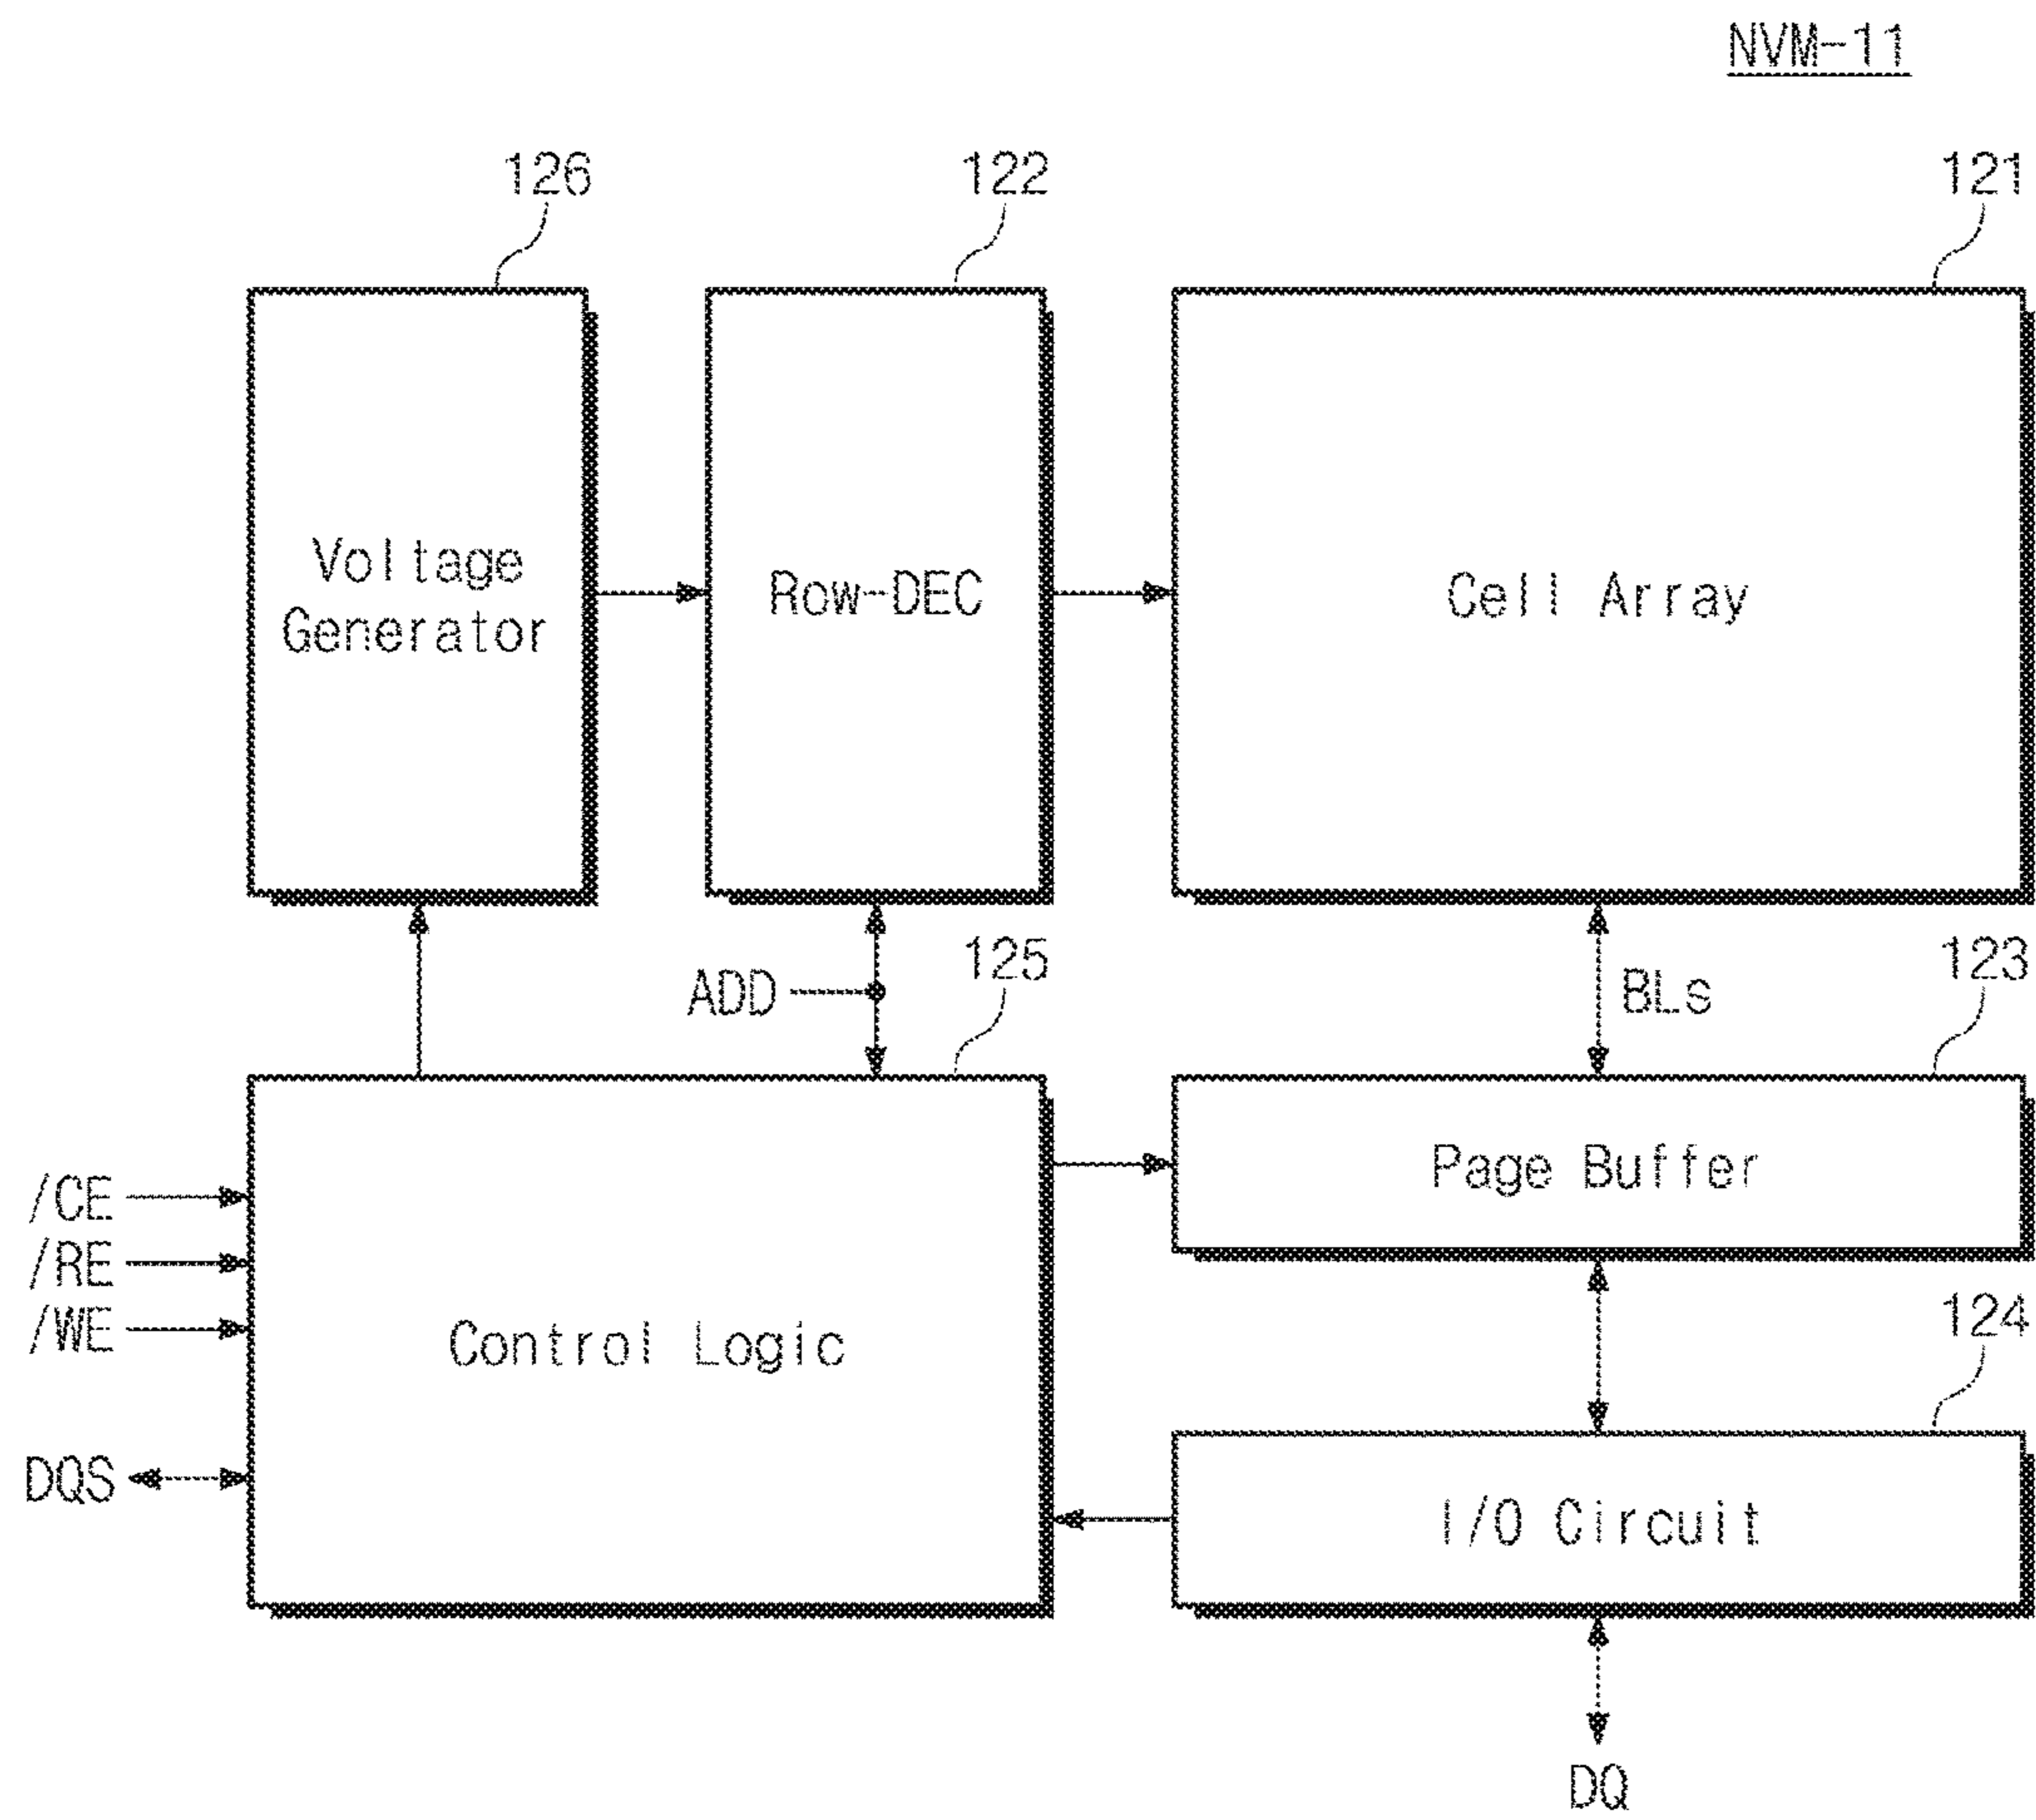 NVM-11
126
122
121
Voltage
Generator
Row-DEC
Cell Array
ADD
125
BLs
123
/CE
/RE
/WE
DQS
Control Logic
Page Buffer
124
I/O Circuit
DQ